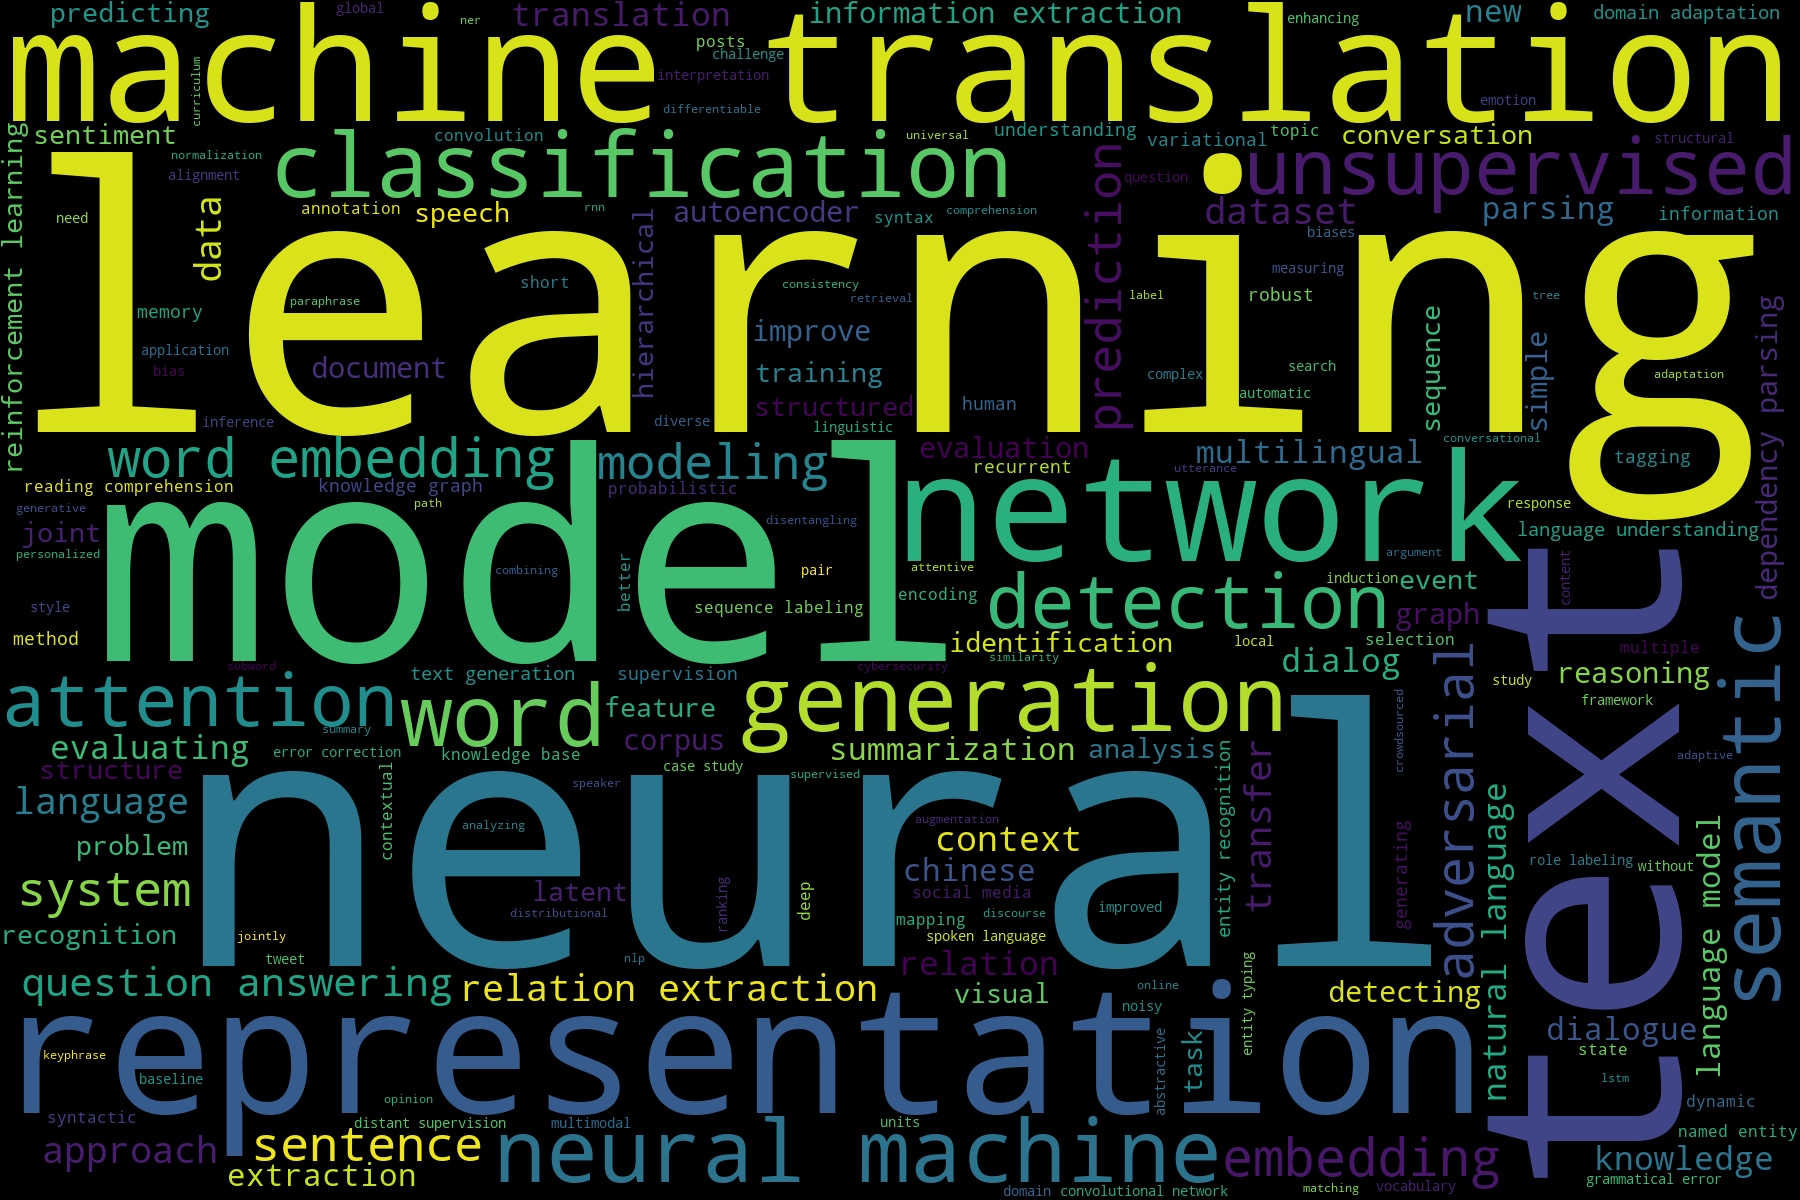 predicting
global
ner
translation
information extraction
enhancing
new
domain adaptation
machine translation
posts
challenge
interpretation
curriculum
differentiable
emotion
sentiment
convolution
universal
understanding
variational
topic
conversation
structural
classification
unsupervised
normalization
alignment
question
reinforcement learning
learning
need
data
annotation
speech
rnn
hierarchical
autoencoder
syntax
comprehension
prediction
dataset
parsing
information
biases
measuring
short
memory
paraphrase
consistency
retrieval
label
robust
tree
application
bias
document
improve
training
structured
human
complex
search
automatic
sequence
simple
adaptation
dependency parsing
inference
diverse
linguistic
word embedding
modeling
evaluation
recurrent
multilingual
utterance
conversational
tagging
reading comprehension
knowledge graph
probabilistic
generative
path
network
response
joint
disentangling
language understanding
personalized
model
combining
better
pair
attentive
argument
induction
event
content
style
sequence labeling
encoding
detection
graph
method
identification
local
selection
multiple
subword
text generation
supervision
cybersecurity
similarity
dialog
adversarial
text
study
reasoning
framework
semantic
attention
word
feature
generation
crowdsourced
summary
evaluating
error correction
knowledge base
corpus
summarization
analysis
adaptive
structure
contextual
speaker
case study
supervised
entity recognition
transfer
language
analyzing
augmentation
context
generating
natural language
language model
problem
neural
chinese
role labeling
without
system
latent
ranking
deep
social media
improved
distributional
mapping
discourse
recognition
jointly
tweet
nlp
spoken language
relation
question answering
relation extraction
visual
online
noisy
entity typing
detecting
representation
dialogue
keyphrase
baseline
abstractive
task
state
lstm
syntactic
opinion
distant supervision
multimodal
units
dynamic
approach
sentence
neural machine
embedding
named entity
knowledge
extraction
domain
convolutional network
matching
vocabulary
grammatical error